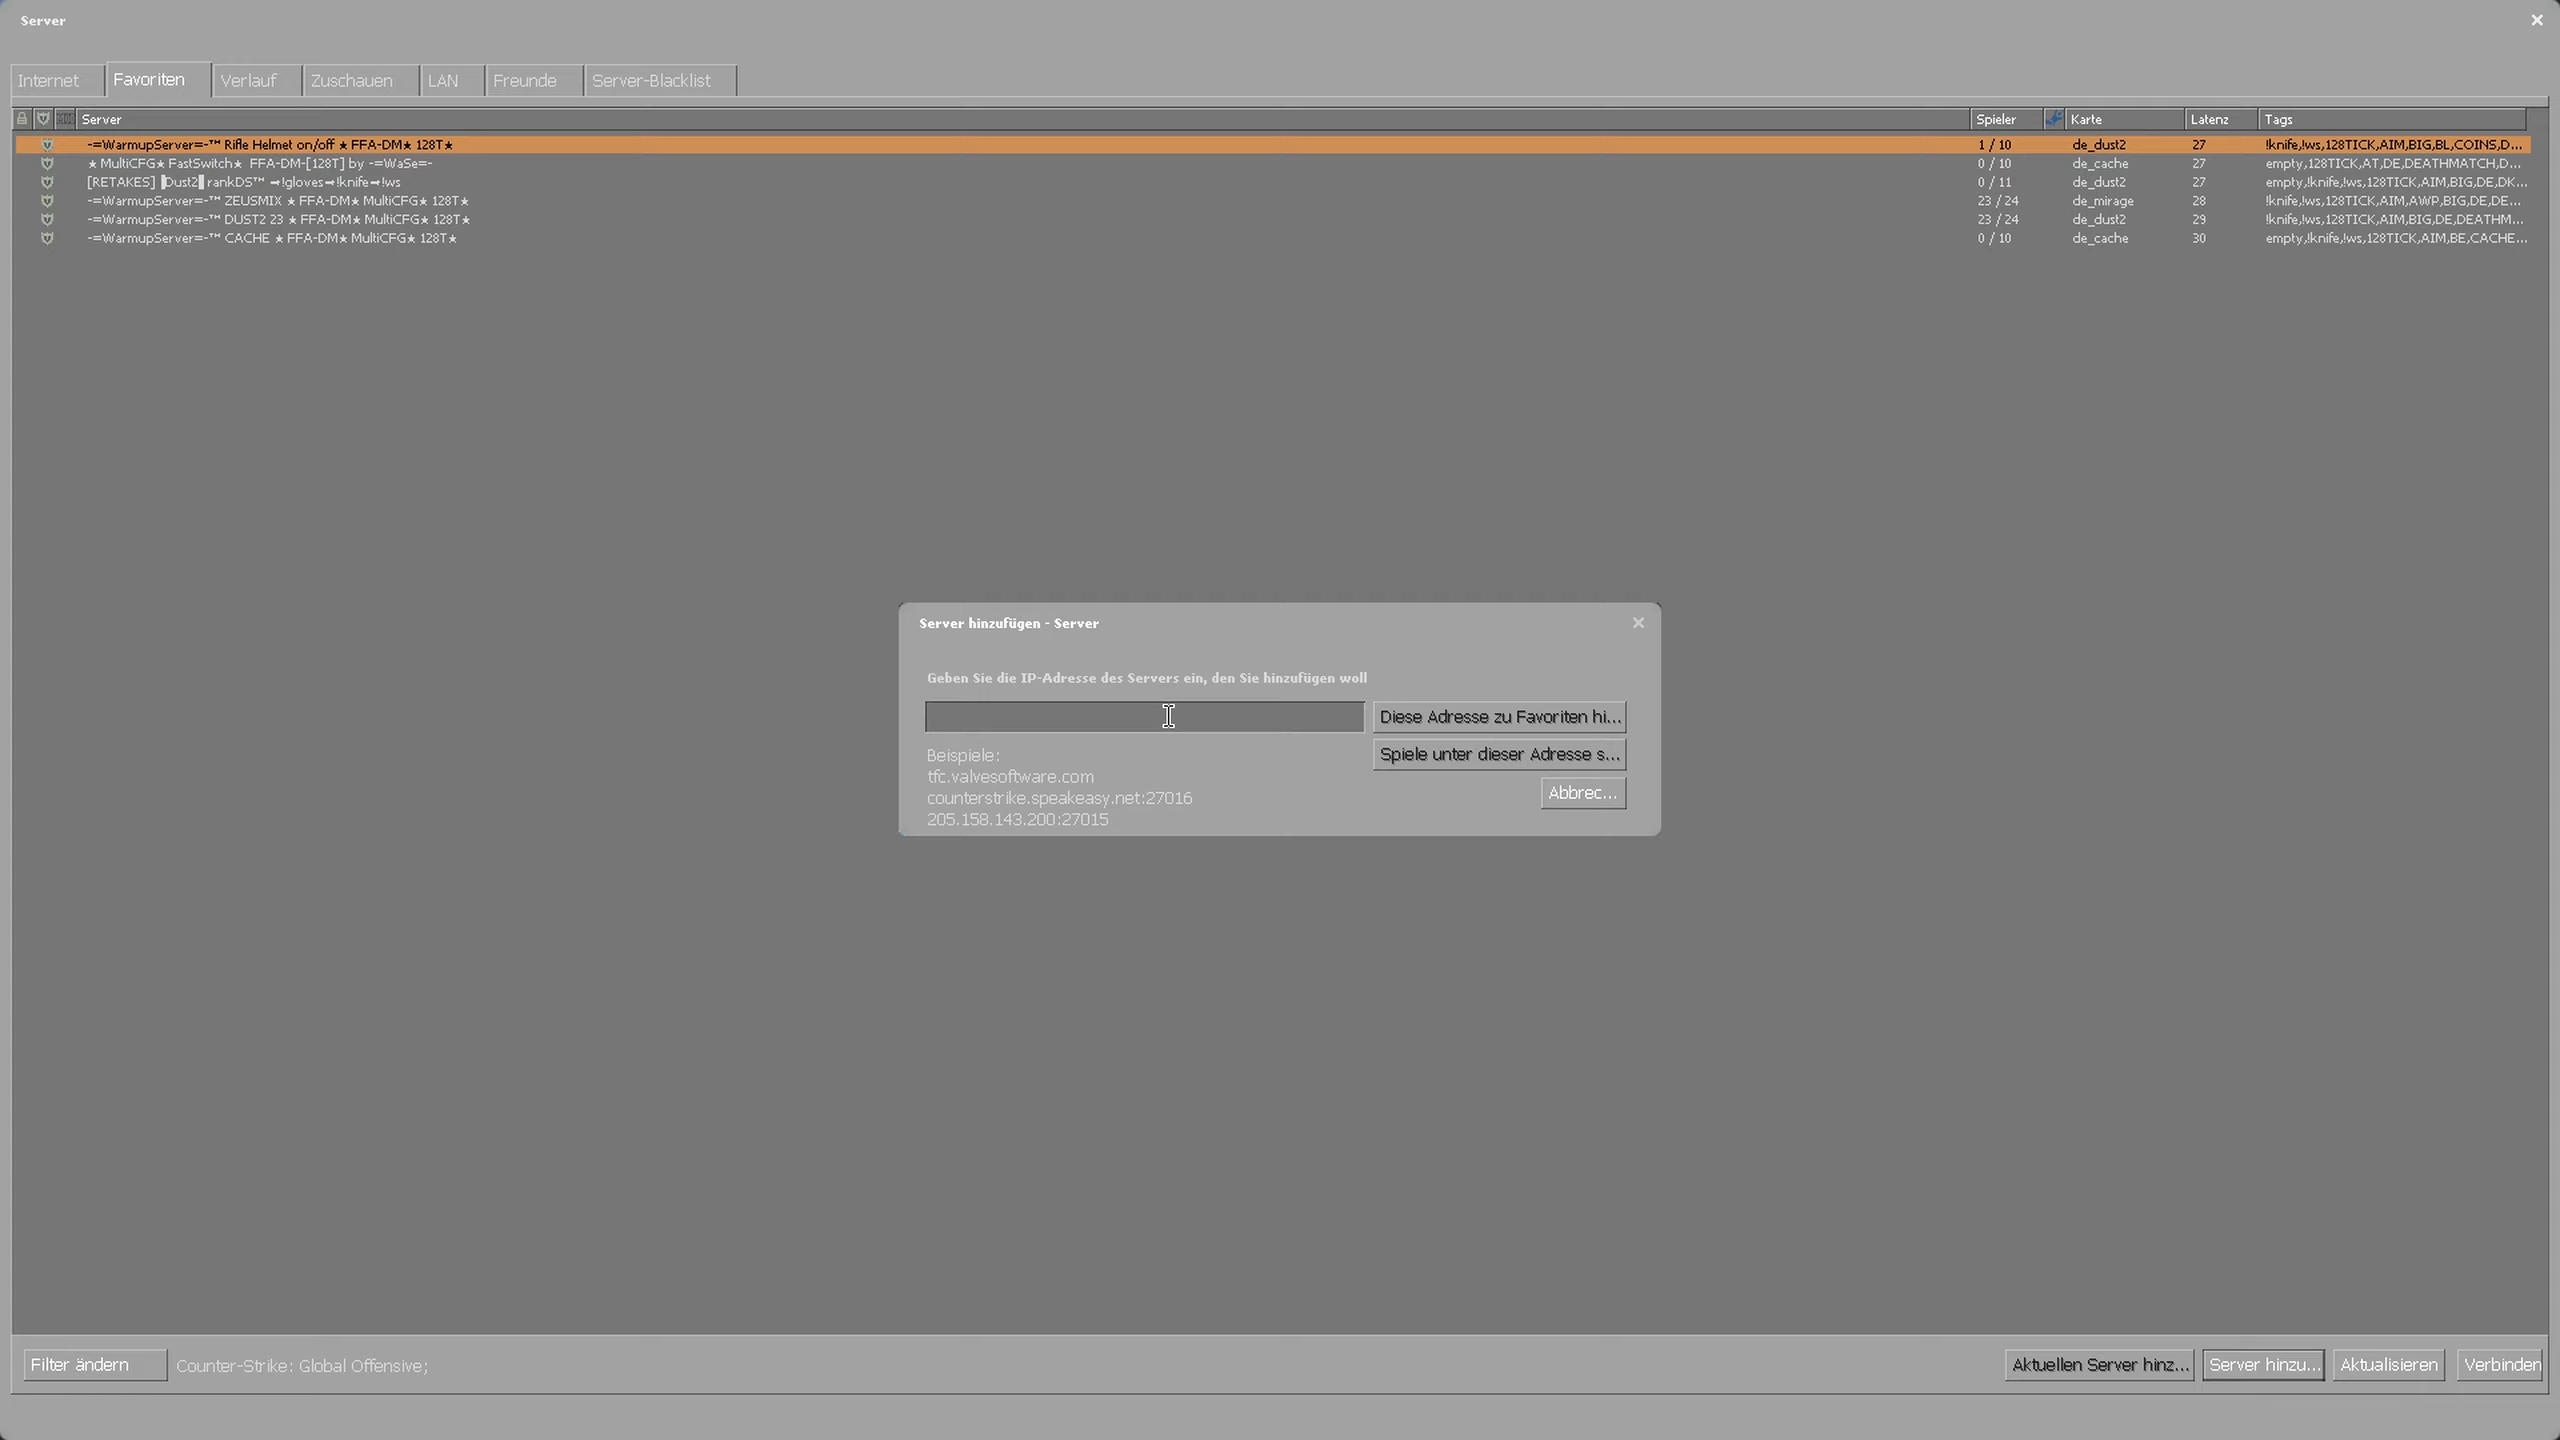 Server
Internet Favoriten Verlauf Zuschauen LAN Freunde Server-Blacklist
Server Spieler Karte Latenz Tags
-=WarmupServer=-™ Rifle Helmet on/off ★ FFA-DM★ 128T★ 1 / 10 de_dust2 27 !knife,!ws,128TICK,AIM,BIG,BL,COINS,D...
★ MultiCFG★ FastSwitch★ FFA-DM-[128T] by -=WaSe=- 0 / 10 de_cache 27 empty,128TICK,AT,DE,DEATHMATCH,D...
[RETAKES] ▐Dust2▌ rankDS™ ➞!gloves➞!knife➞!ws 0 / 11 de_dust2 27 empty,!knife,!ws,128TICK,AIM,BIG,DE,DK...
-=WarmupServer=-™ ZEUSMIX ★ FFA-DM★ MultiCFG★ 128T★ 23 / 24 de_mirage 28 !knife,!ws,128TICK,AIM,AWP,BIG,DE,DE...
-=WarmupServer=-™ DUST2 23 ★ FFA-DM★ MultiCFG★ 128T★ 23 / 24 de_dust2 29 !knife,!ws,128TICK,AIM,BIG,DE,DEATHM...
-=WarmupServer=-™ CACHE ★ FFA-DM★ MultiCFG★ 128T★ 0 / 10 de_cache 30 empty,!knife,!ws,128TICK,AIM,BE,CACHE...
Server hinzufügen - Server
Geben Sie die IP-Adresse des Servers ein, den Sie hinzufügen woll
Diese Adresse zu Favoriten hi...
Spiele unter dieser Adresse s...
Abbrec...
Beispiele:
tfc.valvesoftware.com
counterstrike.speakeasy.net:27016
205.158.143.200:27015
Filter ändern Counter-Strike: Global Offensive; Aktuellen Server hinz... Server hinzu... Aktualisieren Verbinden